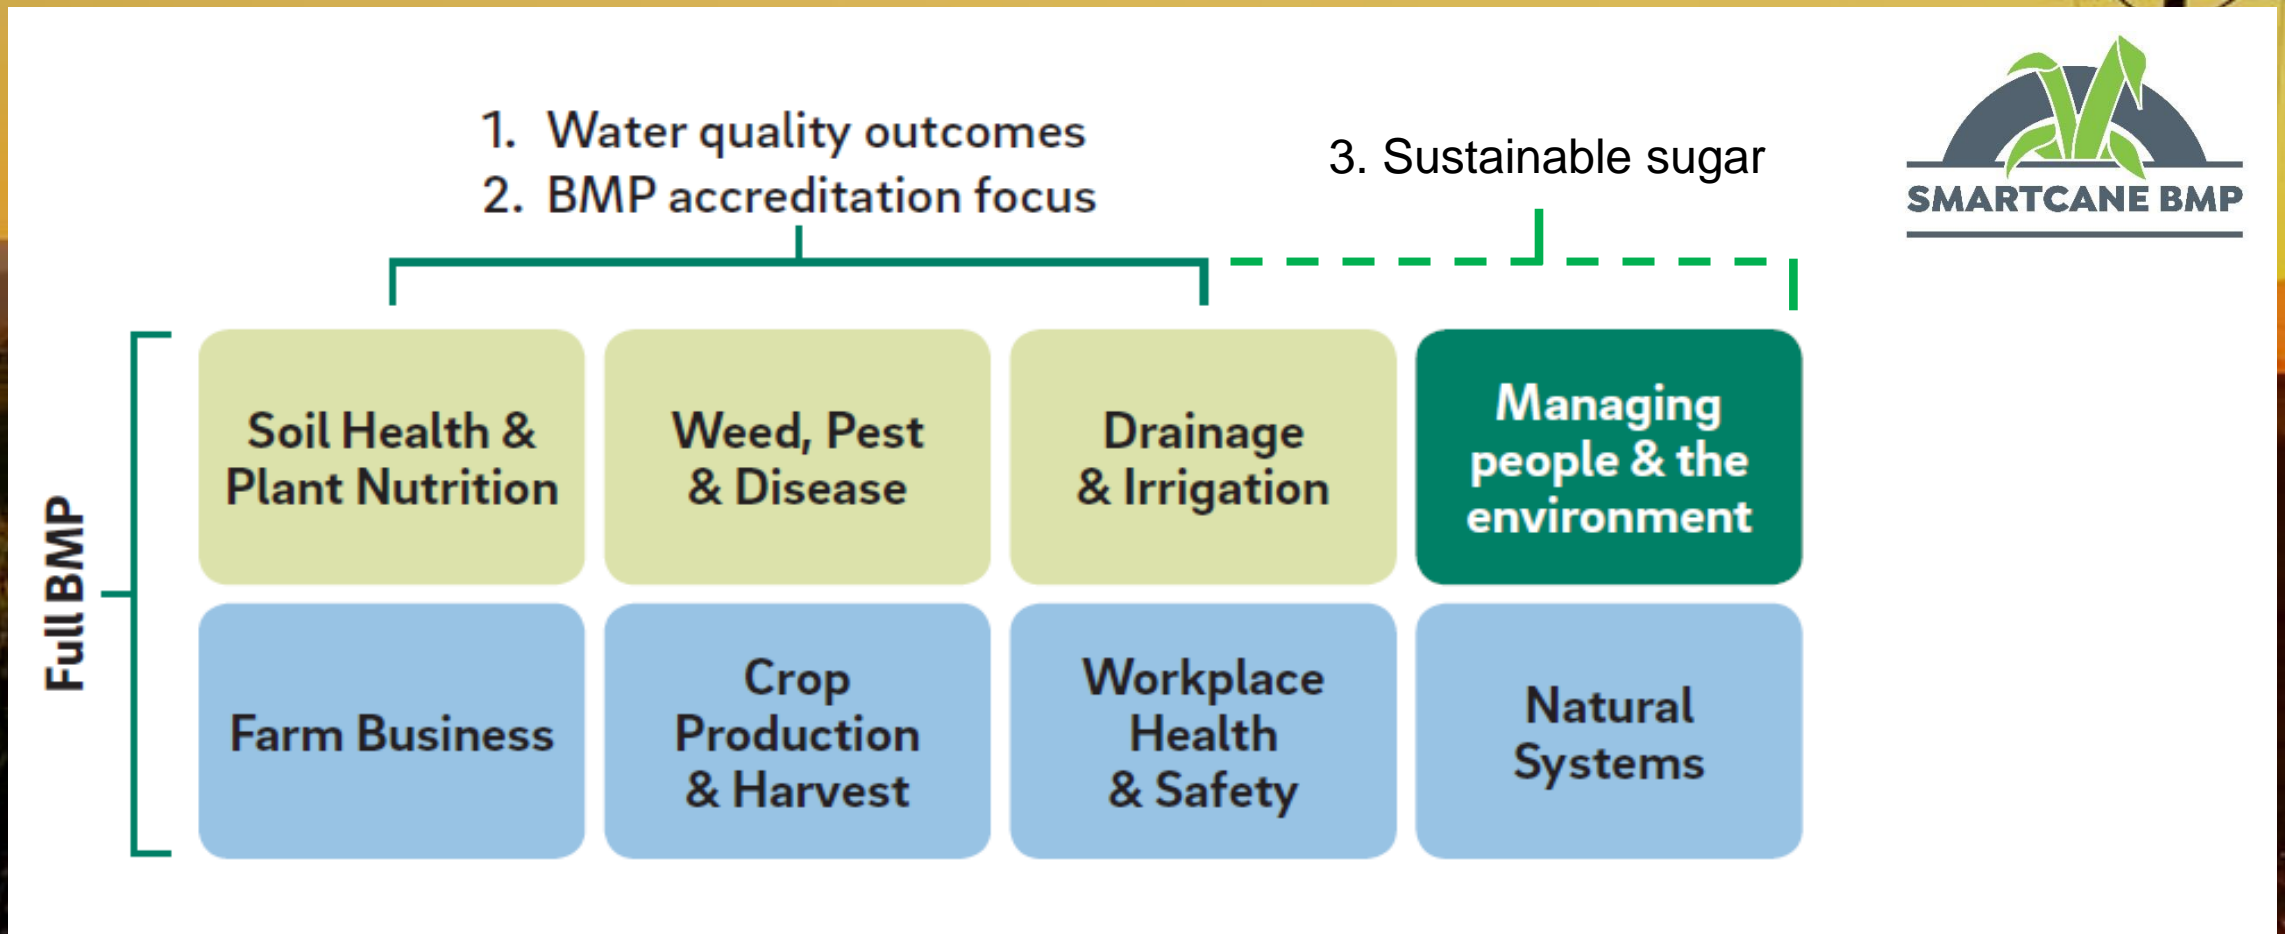 1. Water quality outcomes
2. BMP accreditation focus
3. Sustainable sugar
SMARTCANE BMP
Full BMP
Soil Health &
Plant Nutrition
Weed, Pest
& Disease
Drainage
& Irrigation
Managing
people & the
environment
Farm Business
Crop
Production
& Harvest
Workplace
Health
& Safety
Natural
Systems